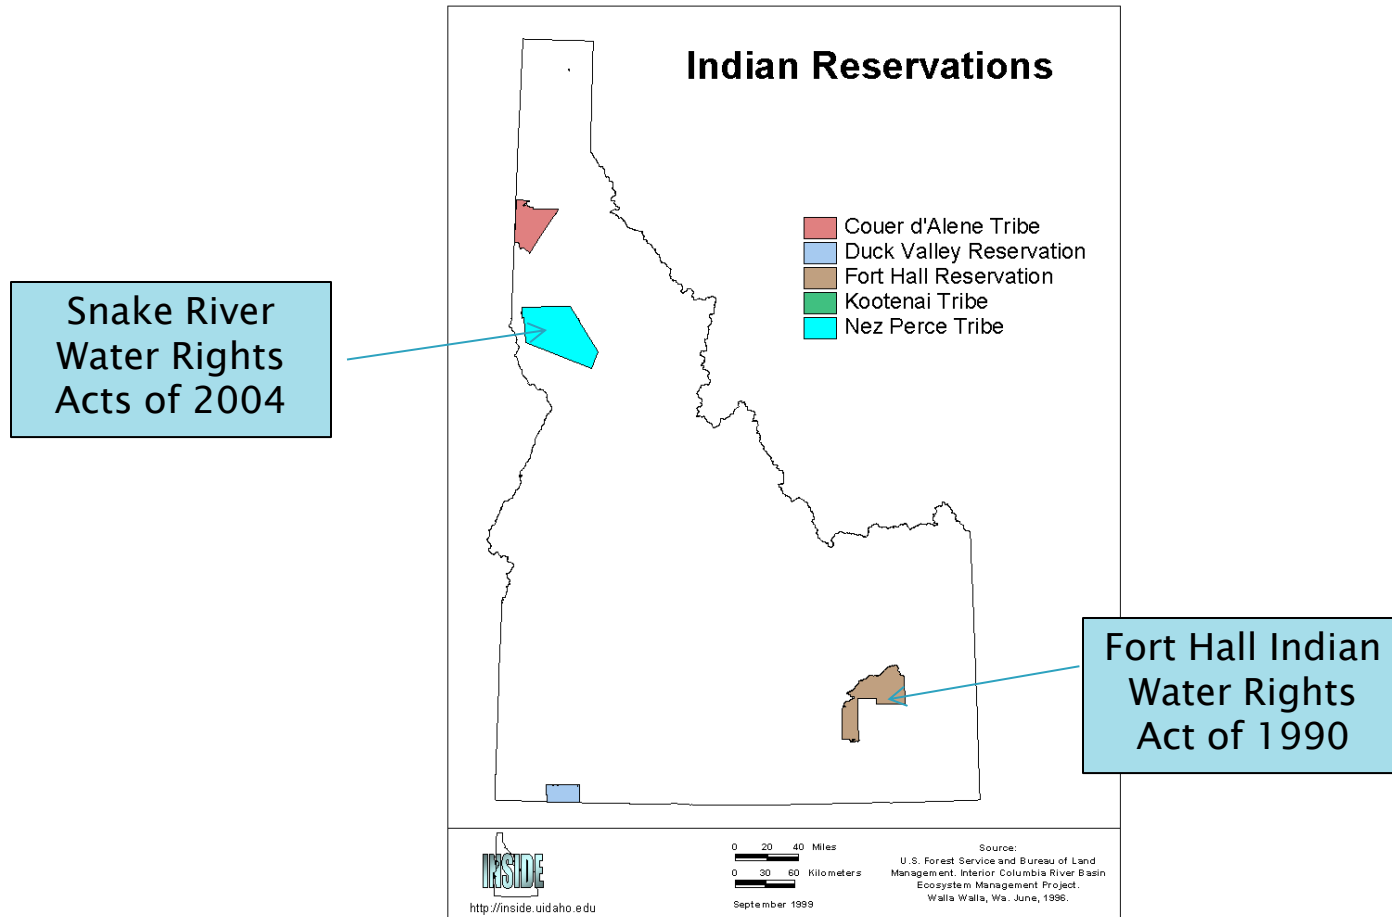 Indian Reservations
Couer d'Alene Tribe
Duck Valley Reservation
Fort Hall Reservation
Kootenai Tribe
Nez Perce Tribe
Snake River
Water Rights
Acts of 2004
Fort Hall Indian
Water Rights
Act of 1990
INSIDE
http://inside.uidaho.edu
0 20 40 Miles
0 30 60 Kilometers
September 1999
Source:
U.S. Forest Service and Bureau of Land
Management. Interior Columbia River Basin
Ecosystem Management Project.
Walla Walla, Wa. June, 1996.